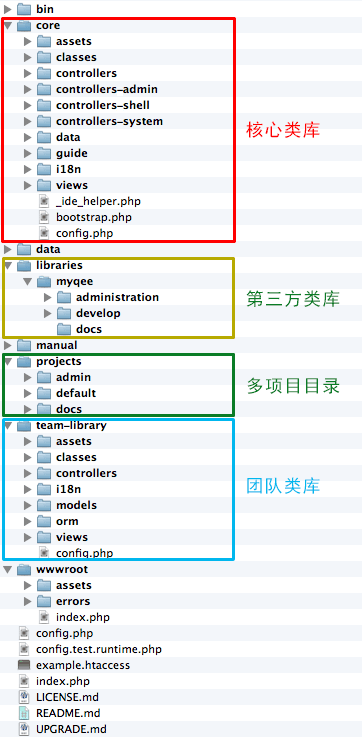 bin
core
assets
classes
controllers
controllers-admin
controllers-shell
controllers-system
核心类库
data
guide
i18n
views
_ide_helper.php
bootstrap.php
config.php
data
libraries
myqee
administration
第三方类库
develop
docs
manual
projects
admin
多项目目录
default
docs
team-library
assets
classes
controllers
i18n
团队类库
models
orm
views
config.php
wwwroot
assets
errors
index.php
config.php
config.test.runtime.php
example.htaccess
index.php
LICENSE.md
README.md
UPGRADE.md